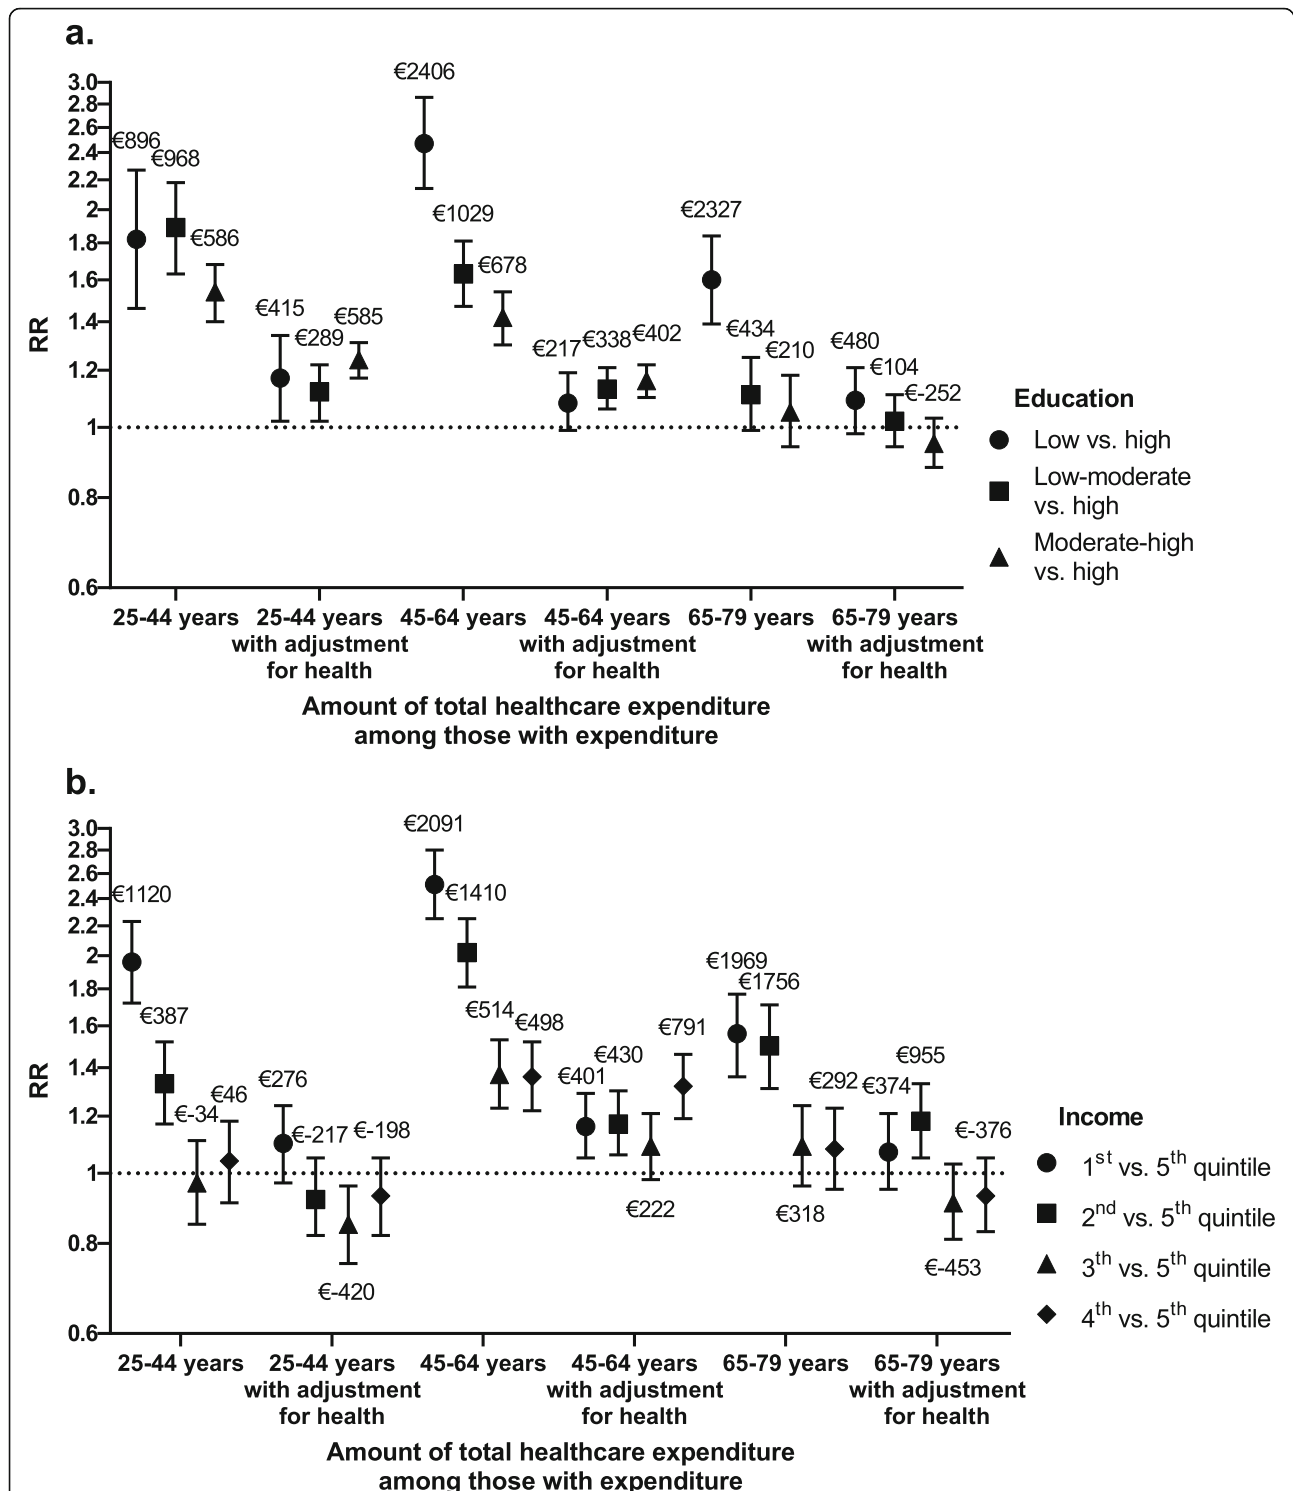 a.
3.0
2.8
2.6
2.4
2.2
2
1.8
1.6
1.4
1.2
1
0.8
0.6
RR
€896
€968
€586
€415
€289
€585
€2406
€1029
€678
€217
€338
€402
€2327
€434
€210
€480
€104
€-252
25-44 years
25-44 years
with adjustment
for health
45-64 years
45-64 years
with adjustment
for health
65-79 years
65-79 years
with adjustment
for health
Amount of total healthcare expenditure
among those with expenditure
Education
Low vs. high
Low-moderate
vs. high
Moderate-high
vs. high
b.
3.0
2.8
2.6
2.4
2.2
2
1.8
1.6
1.4
1.2
1
0.8
0.6
RR
€1120
€387
€-34
€46
€276
€-217
€-420
€-198
€2091
€1410
€514
€498
€401
€430
€222
€791
€1969
€1756
€318
€292
€374
€955
€-453
€-376
25-44 years
25-44 years
with adjustment
for health
45-64 years
45-64 years
with adjustment
for health
65-79 years
65-79 years
with adjustment
for health
Amount of total healthcare expenditure
among those with expenditure
Income
1st vs. 5th quintile
2nd vs. 5th quintile
3th vs. 5th quintile
4th vs. 5th quintile